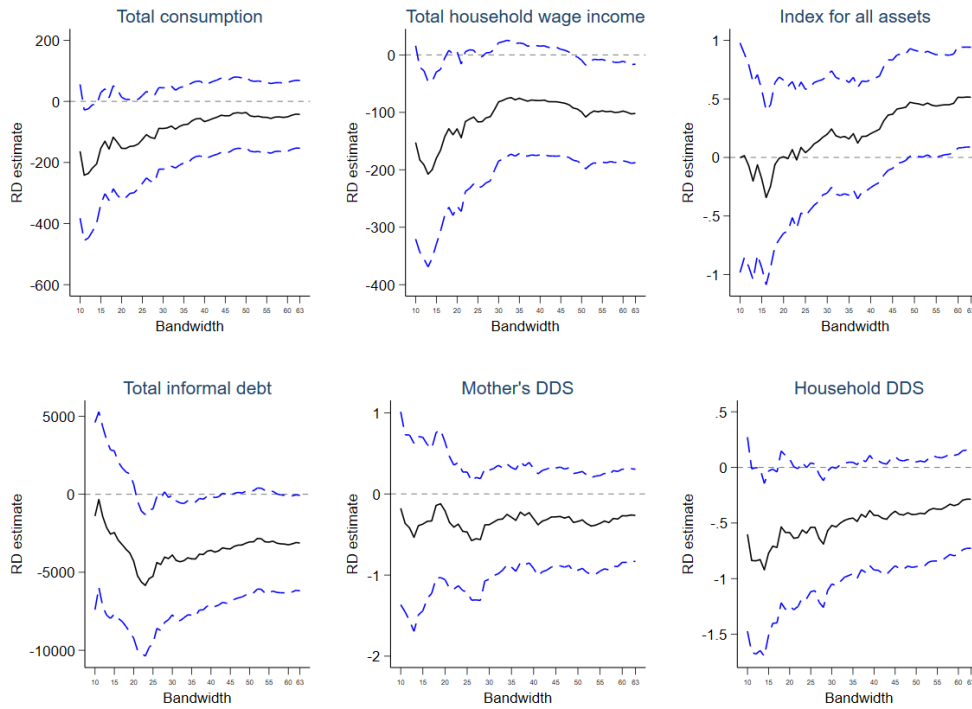 Total consumption
200
0
-200
-400
-600
RD estimate
10 15 20 25 30 35 40 45 50 55 60 63
Bandwidth
Total household wage income
0
-100
-200
-300
-400
RD estimate
10 15 20 25 30 35 40 45 50 55 60 63
Bandwidth
Index for all assets
1
.5
0
-.5
-1
RD estimate
10 15 20 25 30 35 40 45 50 55 60 63
Bandwidth
Total informal debt
5000
0
-5000
-10000
RD estimate
10 15 20 25 30 35 40 45 50 55 60 63
Bandwidth
Mother's DDS
1
0
-1
-2
RD estimate
10 15 20 25 30 35 40 45 50 55 60 63
Bandwidth
Household DDS
.5
0
-.5
-1
-1.5
RD estimate
10 15 20 25 30 35 40 45 50 55 60 63
Bandwidth